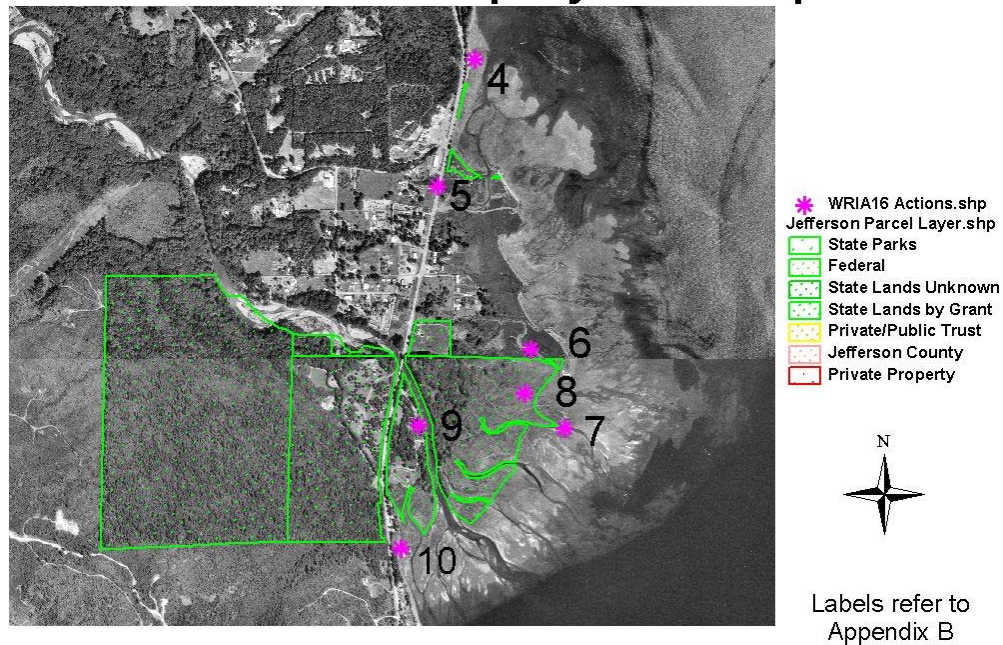 4
5
6
8
7
9
10
WRIA16 Actions.shp
Jefferson Parcel Layer.shp
State Parks
Federal
State Lands Unknown
State Lands by Grant
Private/Public Trust
Jefferson County
Private Property
N
Labels refer to
Appendix B